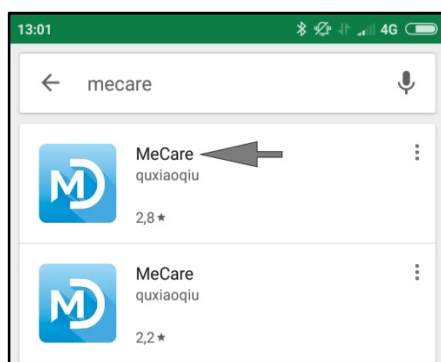 13:01 4G
mecare
MeCare
quxiaoqiu
2,8★
MeCare
quxiaoqiu
2,2★